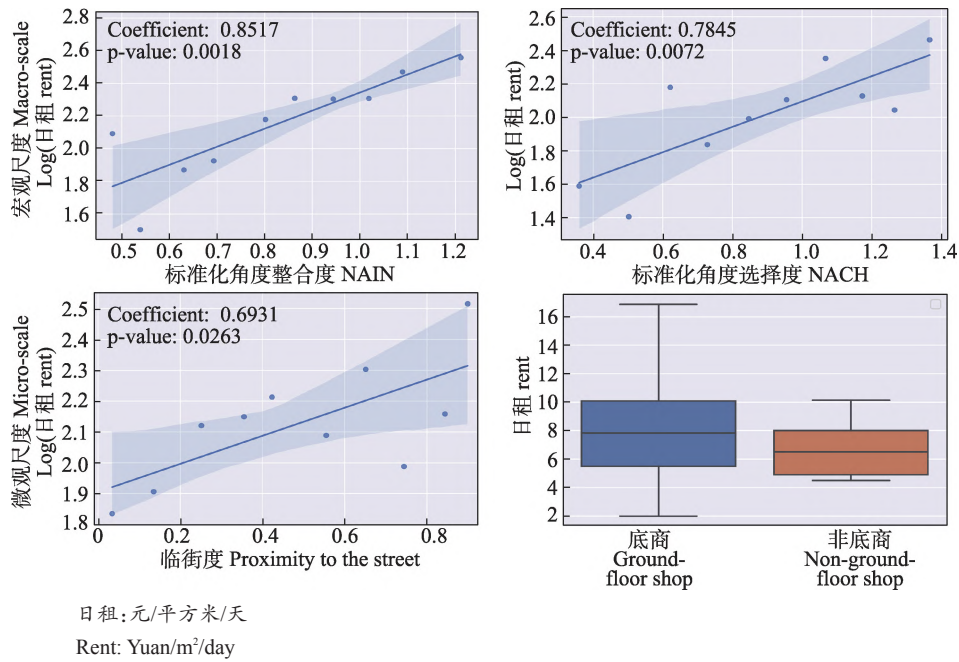 宏观尺度 Macro-scale
Log(日租 rent)
2.8
2.6
2.4
2.2
2.0
1.8
1.6
Coefficient: 0.8517
p-value: 0.0018
0.5 0.6 0.7 0.8 0.9 1.0 1.1 1.2
标准化角度整合度 NAIN
Log(日租 rent)
2.6
2.4
2.2
2.0
1.8
1.6
1.4
Coefficient: 0.7845
p-value: 0.0072
0.4 0.6 0.8 1.0 1.2 1.4
标准化角度选择度 NACH
微观尺度 Micro-scale
Log(日租 rent)
2.5
2.4
2.3
2.2
2.1
2.0
1.9
1.8
Coefficient: 0.6931
p-value: 0.0263
0 0.2 0.4 0.6 0.8
临街度 Proximity to the street
日租 rent
16
14
12
10
8
6
4
2
底商
Ground-
floor shop
非底商
Non-ground-
floor shop
日租:元/平方米/天
Rent: Yuan/m²/day